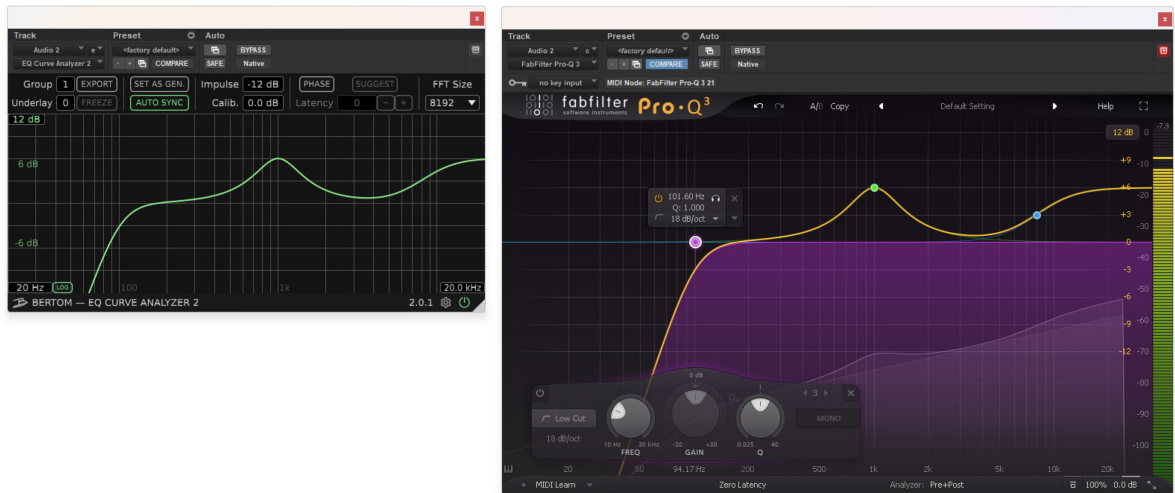 x
Track Preset Auto
Audio 2 e <factory default> BYPASS
EQ Curve Analyzer 2 - + COMPARE SAFE Native
Group 1 EXPORT SET AS GEN. Impulse -12 dB PHASE SUGGEST FFT Size
Underlay 0 FREEZE AUTO SYNC Calib. 0.0 dB Latency 0 - + 8192
12 dB
6 dB
-6 dB
20 Hz LOG 100 1k 20.0 kHz
BERTOM — EQ CURVE ANALYZER 2 2.0.1
x
Track Preset Auto
Audio 2 c <factory default> BYPASS
FabFilter Pro-Q 3 - + COMPARE SAFE Native
no key input MIDI Node: FabFilter Pro-Q 3 21
fabfilter Pro·Q3 A/B Copy Default Setting Help
software instruments
-7.9
12 dB 0
+9 -10
+6 -20
+3 -30
0 -40
-3 -50
-6 -60
-9
-12 -70
-80
-90
-100
101.60 Hz
Q: 1.000
18 dB/oct
0 dB 1 3
Low Cut MONO
18 dB/oct
10 Hz 30 kHz -30 +30 0.025 40
FREQ GAIN Q
20 50 94.17 Hz 200 500 1k 2k 5k 10k 20k
MIDI Learn Zero Latency Analyzer: Pre+Post 100% 0.0 dB